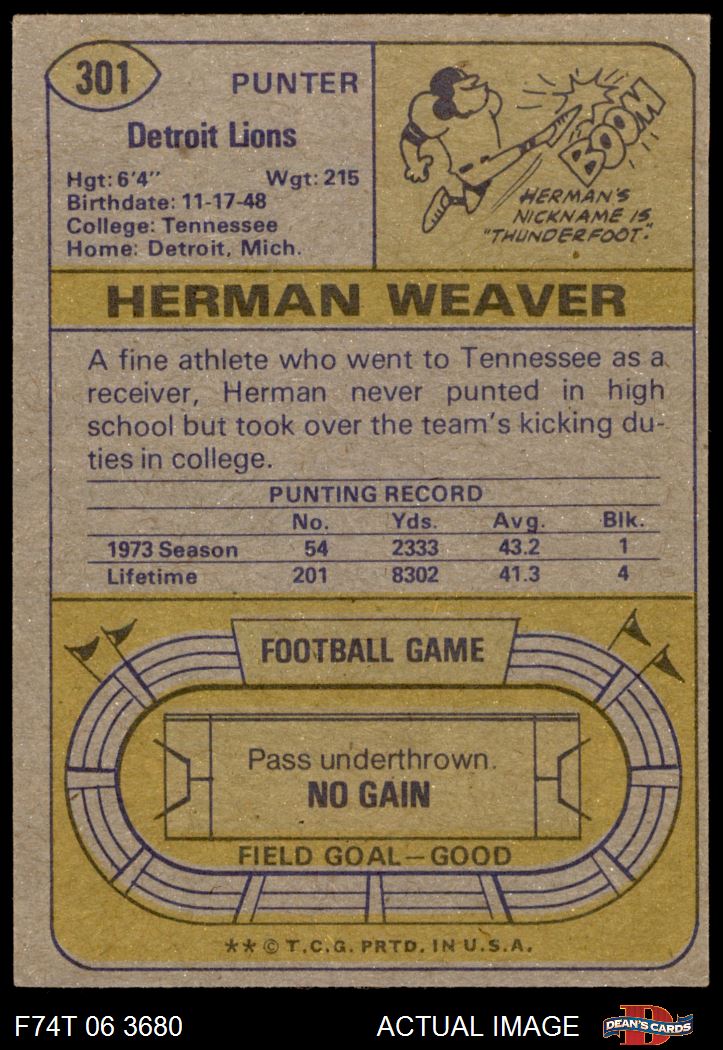 301
PUNTER
Detroit Lions
Hgt: 6'4" Wgt: 215
Birthdate: 11-17-48
College: Tennessee
Home: Detroit, Mich.
BOOM
HERMAN'S
NICKNAME IS
"THUNDERFOOT."
HERMAN WEAVER
A fine athlete who went to Tennessee as a
receiver, Herman never punted in high
school but took over the team's kicking du-
ties in college.
PUNTING RECORD
No. Yds. Avg. Blk.
1973 Season 54 2333 43.2 1
Lifetime 201 8302 41.3 4
FOOTBALL GAME
Pass underthrown.
NO GAIN
FIELD GOAL—GOOD
** © T.C.G. PRTD. IN U.S.A.
F74T 06 3680 ACTUAL IMAGE
D
DEAN'S CARDS